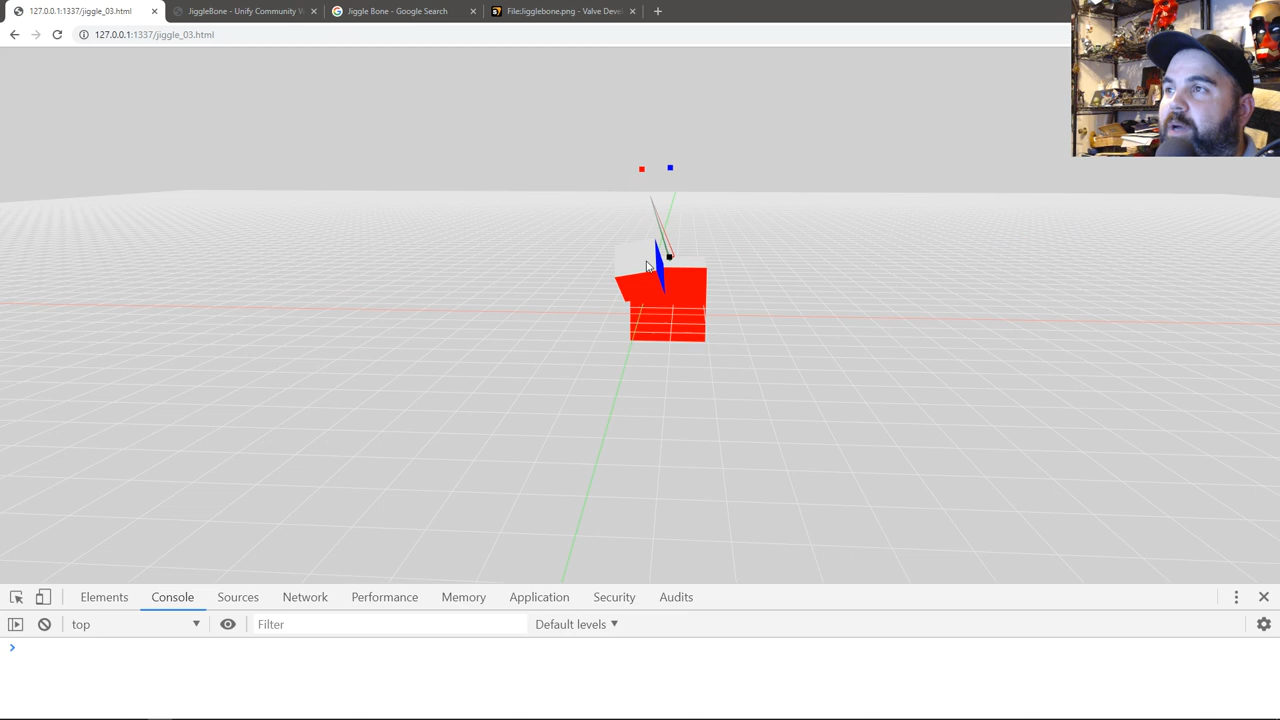 127.0.0.1:1337/jiggle_03.html
JiggleBone - Unify Community W
Jiggle Bone - Google Search
File:Jigglebone.png - Valve Deve
127.0.0.1:1337/jiggle_03.html
Elements
Console
Sources
Network
Performance
Memory
Application
Security
Audits
top
Filter
Default levels